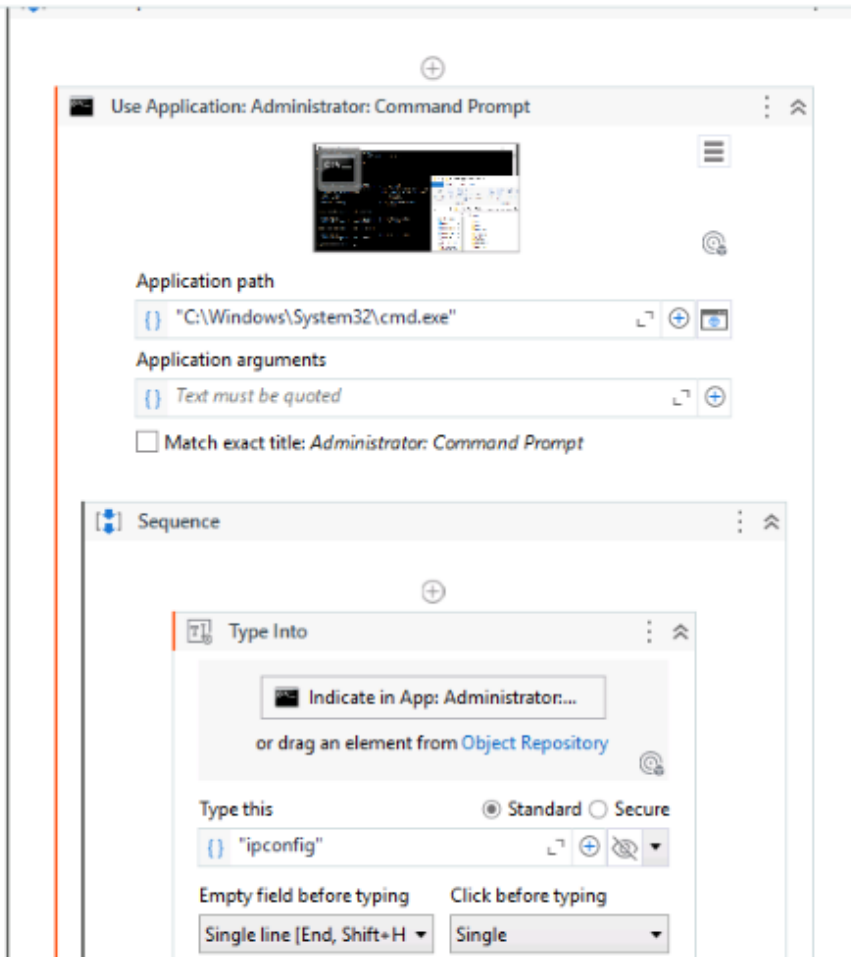 Use Application: Administrator: Command Prompt
Application path
"C:\Windows\System32\cmd.exe"
Application arguments
Text must be quoted
Match exact title: Administrator: Command Prompt
Sequence
Type Into
Indicate in App: Administrator:...
or drag an element from Object Repository
Type this Standard Secure
"ipconfig"
Empty field before typing Click before typing
Single line [End, Shift+H Single